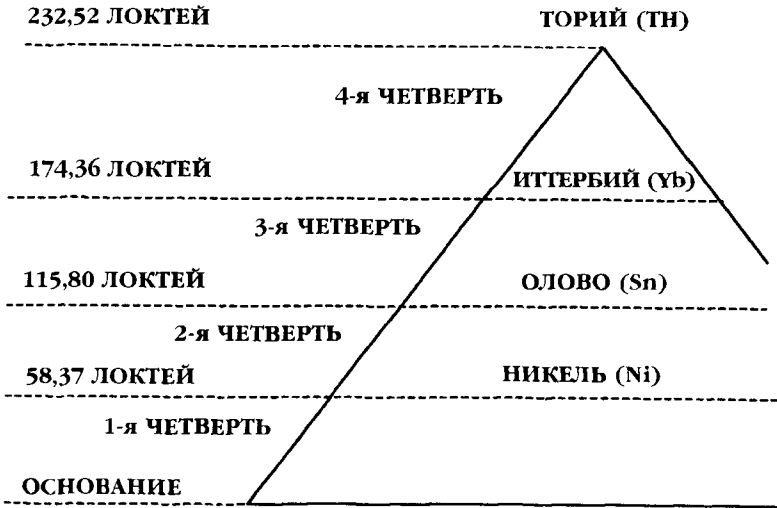 232,52 ЛОКТЕЙ ТОРИЙ (TH)
4-я ЧЕТВЕРТЬ
174,36 ЛОКТЕЙ ИТТЕРБИЙ (Yb)
3-я ЧЕТВЕРТЬ
115,80 ЛОКТЕЙ ОЛОВО (Sn)
2-я ЧЕТВЕРТЬ
58,37 ЛОКТЕЙ НИКЕЛЬ (Ni)
1-я ЧЕТВЕРТЬ
ОСНОВАНИЕ